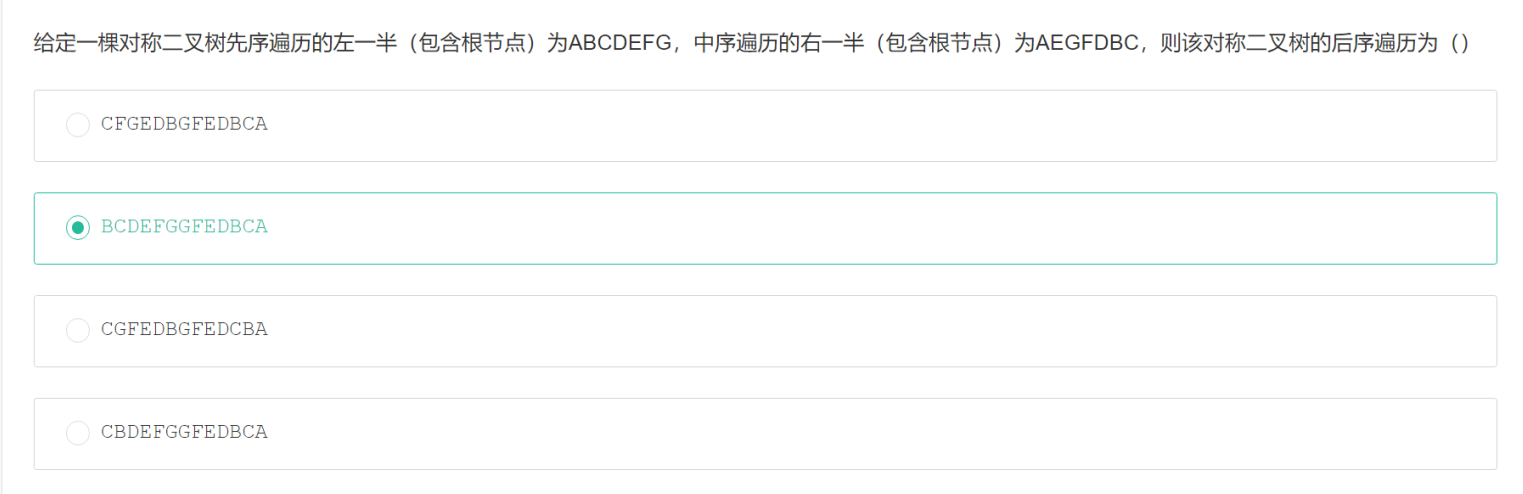 给定一棵对称二叉树先序遍历的左一半（包含根节点）为ABCDEFG，中序遍历的右一半（包含根节点）为AEGFDBC，则该对称二叉树的后序遍历为（）
CFGEDBGFEDBCA
BCDEFGGFEDBCA
CGFEDBGFEDCBA
CBDEFGGFEDBCA